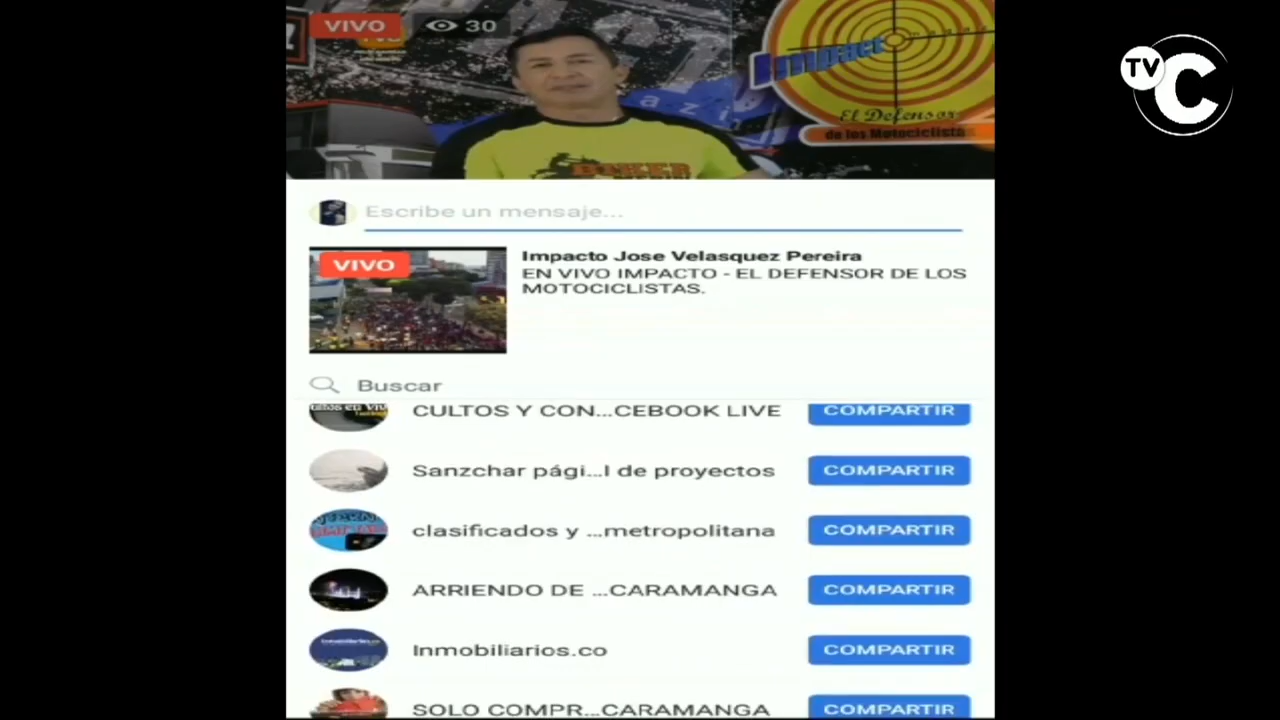 VIVO
30
Impact
El Defensor
de los Motociclistas
TV C
Escribe un mensaje...
VIVO
Impacto Jose Velasquez Pereira
EN VIVO IMPACTO - EL DEFENSOR DE LOS
MOTOCICLISTAS.
Buscar
CULTOS Y CON...CEBOOK LIVE
COMPARTIR
Sanzchar pági...l de proyectos
COMPARTIR
clasificados y ...metropolitana
COMPARTIR
ARRIENDO DE ...CARAMANGA
COMPARTIR
Inmobiliarios.co
COMPARTIR
SOLO COMPR...CARAMANGA
COMPARTIR